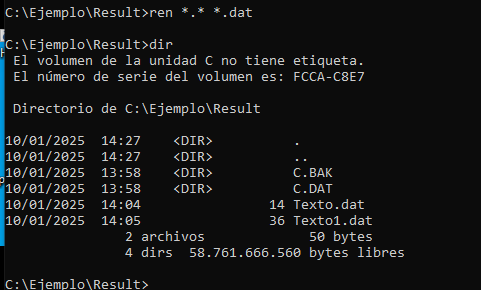 C:\Ejemplo\Result>ren *.* *.dat
C:\Ejemplo\Result>dir
El volumen de la unidad C no tiene etiqueta.
El número de serie del volumen es: FCCA-C8E7
Directorio de C:\Ejemplo\Result
10/01/2025  14:27    <DIR>          .
10/01/2025  14:27    <DIR>          ..
10/01/2025  13:58    <DIR>          C.BAK
10/01/2025  13:58    <DIR>          C.DAT
10/01/2025  14:04                14 Texto.dat
10/01/2025  14:05                36 Texto1.dat
2 archivos             50 bytes
4 dirs  58.761.666.560 bytes libres
C:\Ejemplo\Result>